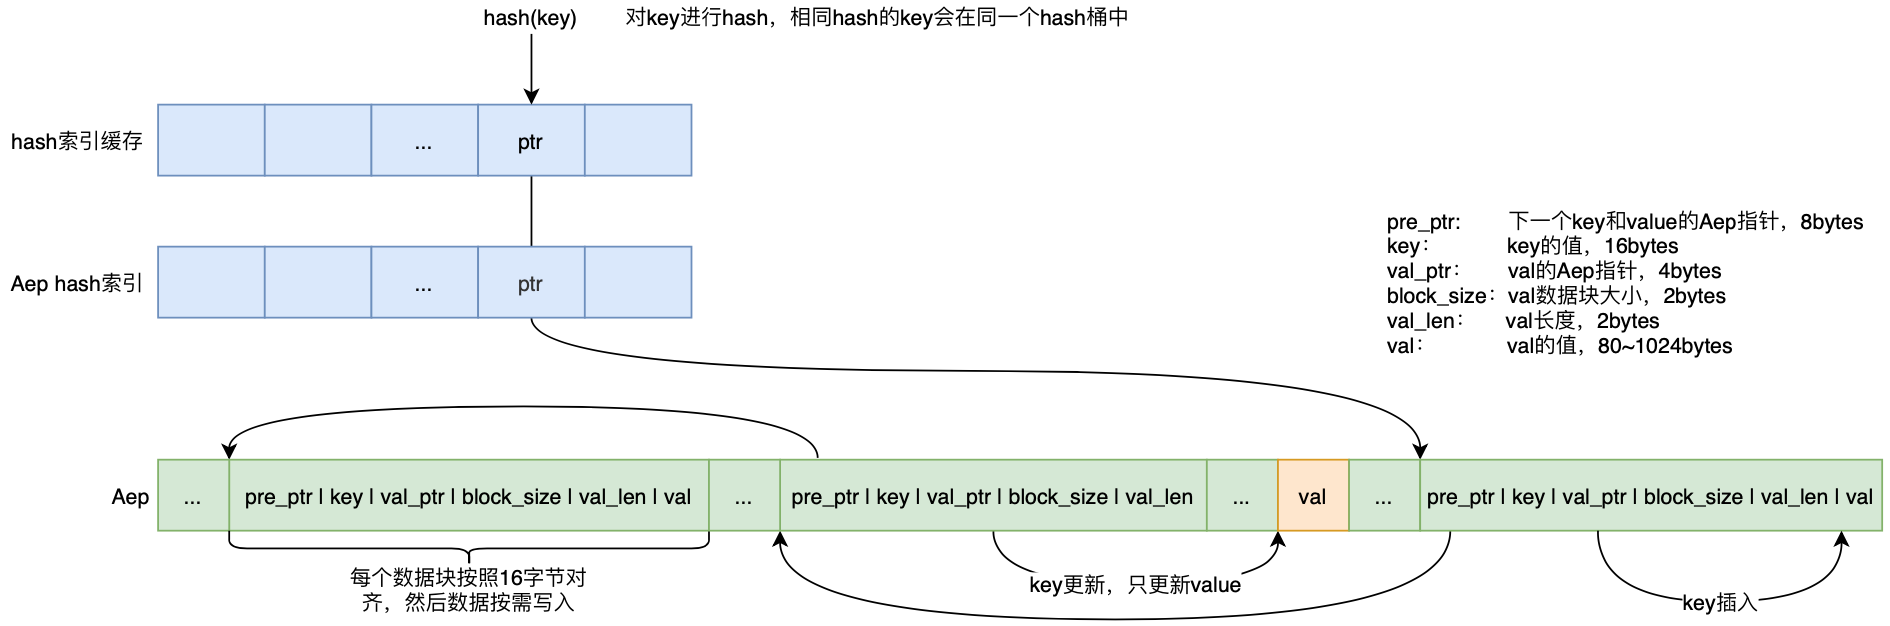 hash(key) 对key进行hash，相同hash的key会在同一个hash桶中
hash索引缓存 ... ptr
Aep hash索引 ... ptr
pre_ptr: 下一个key和value的Aep指针，8bytes
key： key的值，16bytes
val_ptr： val的Aep指针，4bytes
block_size： val数据块大小，2bytes
val_len： val长度，2bytes
val： val的值，80~1024bytes
Aep ... pre_ptr | key | val_ptr | block_size | val_len | val ... pre_ptr | key | val_ptr | block_size | val_len ... val ... pre_ptr | key | val_ptr | block_size | val_len | val
每个数据块按照16字节对
齐，然后数据按需写入
key更新，只更新value
key插入